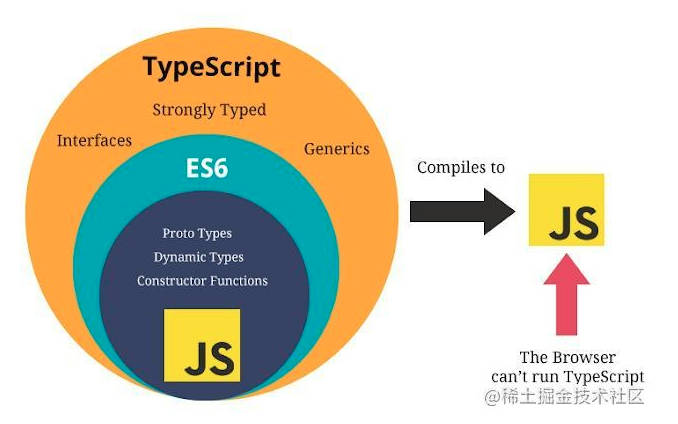 TypeScript
Strongly Typed
Interfaces
Generics
ES6
Proto Types
Dynamic Types
Constructor Functions
JS
Compiles to
JS
The Browser
can't run TypeScript
@稀土掘金技术社区